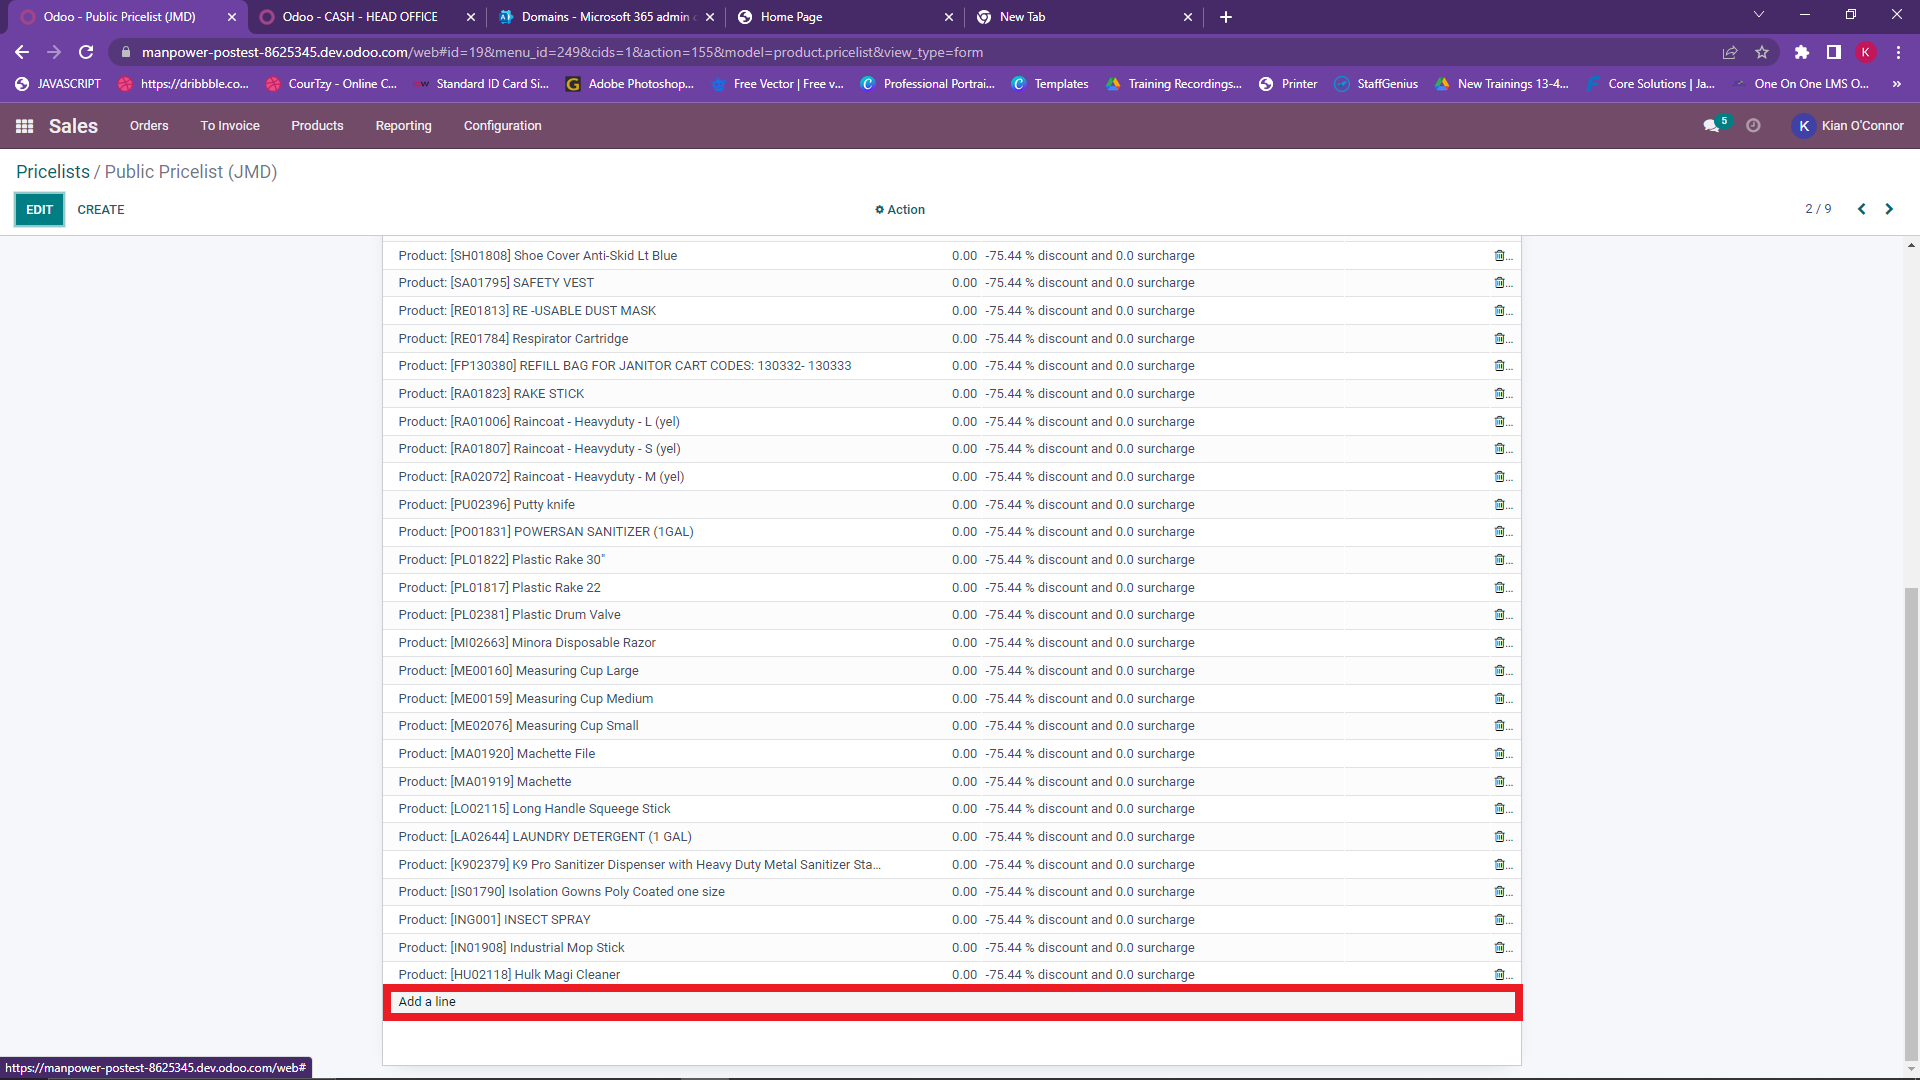 Odoo - Public Pricelist (JMD)
Odoo - CASH - HEAD OFFICE
Domains - Microsoft 365 admin
Home Page
New Tab
manpower-postest-8625345.dev.odoo.com/web#id=19&menu_id=249&cids=1&action=155&model=product.pricelist&view_type=form
K
JAVASCRIPT
https://dribbble.co...
CourTzy - Online C...
Standard ID Card Si...
Adobe Photoshop...
Free Vector | Free v...
Professional Portrai...
Templates
Training Recordings...
Printer
StaffGenius
New Trainings 13-4...
Core Solutions | Ja...
One On One LMS O...
»
Sales
Orders
To Invoice
Products
Reporting
Configuration
5
K
Kian O'Connor
Pricelists / Public Pricelist (JMD)
EDIT
CREATE
Action
2 / 9
Product: [SH01808] Shoe Cover Anti-Skid Lt Blue 0.00 -75.44 % discount and 0.0 surcharge ...
Product: [SA01795] SAFETY VEST 0.00 -75.44 % discount and 0.0 surcharge ...
Product: [RE01813] RE -USABLE DUST MASK 0.00 -75.44 % discount and 0.0 surcharge ...
Product: [RE01784] Respirator Cartridge 0.00 -75.44 % discount and 0.0 surcharge ...
Product: [FP130380] REFILL BAG FOR JANITOR CART CODES: 130332- 130333 0.00 -75.44 % discount and 0.0 surcharge ...
Product: [RA01823] RAKE STICK 0.00 -75.44 % discount and 0.0 surcharge ...
Product: [RA01006] Raincoat - Heavyduty - L (yel) 0.00 -75.44 % discount and 0.0 surcharge ...
Product: [RA01807] Raincoat - Heavyduty - S (yel) 0.00 -75.44 % discount and 0.0 surcharge ...
Product: [RA02072] Raincoat - Heavyduty - M (yel) 0.00 -75.44 % discount and 0.0 surcharge ...
Product: [PU02396] Putty knife 0.00 -75.44 % discount and 0.0 surcharge ...
Product: [PO01831] POWERSAN SANITIZER (1GAL) 0.00 -75.44 % discount and 0.0 surcharge ...
Product: [PL01822] Plastic Rake 30" 0.00 -75.44 % discount and 0.0 surcharge ...
Product: [PL01817] Plastic Rake 22 0.00 -75.44 % discount and 0.0 surcharge ...
Product: [PL02381] Plastic Drum Valve 0.00 -75.44 % discount and 0.0 surcharge ...
Product: [MI02663] Minora Disposable Razor 0.00 -75.44 % discount and 0.0 surcharge ...
Product: [ME00160] Measuring Cup Large 0.00 -75.44 % discount and 0.0 surcharge ...
Product: [ME00159] Measuring Cup Medium 0.00 -75.44 % discount and 0.0 surcharge ...
Product: [ME02076] Measuring Cup Small 0.00 -75.44 % discount and 0.0 surcharge ...
Product: [MA01920] Machette File 0.00 -75.44 % discount and 0.0 surcharge ...
Product: [MA01919] Machette 0.00 -75.44 % discount and 0.0 surcharge ...
Product: [LO02115] Long Handle Squeege Stick 0.00 -75.44 % discount and 0.0 surcharge ...
Product: [LA02644] LAUNDRY DETERGENT (1 GAL) 0.00 -75.44 % discount and 0.0 surcharge ...
Product: [K902379] K9 Pro Sanitizer Dispenser with Heavy Duty Metal Sanitizer Sta... 0.00 -75.44 % discount and 0.0 surcharge ...
Product: [IS01790] Isolation Gowns Poly Coated one size 0.00 -75.44 % discount and 0.0 surcharge ...
Product: [ING001] INSECT SPRAY 0.00 -75.44 % discount and 0.0 surcharge ...
Product: [IN01908] Industrial Mop Stick 0.00 -75.44 % discount and 0.0 surcharge ...
Product: [HU02118] Hulk Magi Cleaner 0.00 -75.44 % discount and 0.0 surcharge ...
Add a line
https://manpower-postest-8625345.dev.odoo.com/web#